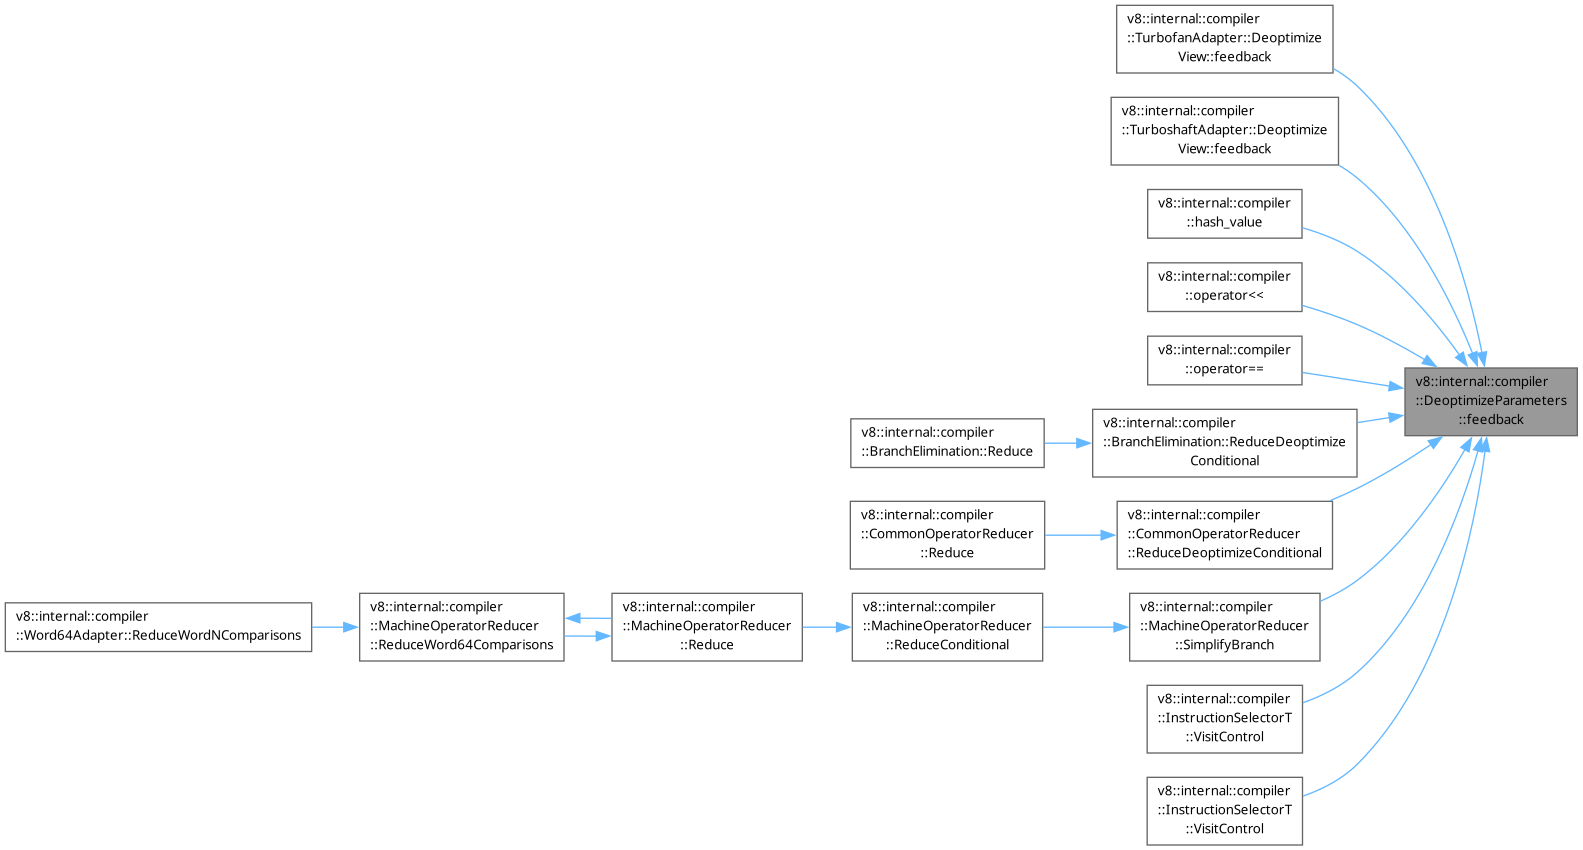 v8::internal::compiler
::TurbofanAdapter::Deoptimize
View::feedback
v8::internal::compiler
::TurboshaftAdapter::Deoptimize
View::feedback
v8::internal::compiler
::hash_value
v8::internal::compiler
::operator<<
v8::internal::compiler
::operator==
v8::internal::compiler
::DeoptimizeParameters
::feedback
v8::internal::compiler
::BranchElimination::ReduceDeoptimize
Conditional
v8::internal::compiler
::BranchElimination::Reduce
v8::internal::compiler
::CommonOperatorReducer
::ReduceDeoptimizeConditional
v8::internal::compiler
::CommonOperatorReducer
::Reduce
v8::internal::compiler
::MachineOperatorReducer
::SimplifyBranch
v8::internal::compiler
::MachineOperatorReducer
::ReduceConditional
v8::internal::compiler
::MachineOperatorReducer
::Reduce
v8::internal::compiler
::MachineOperatorReducer
::ReduceWord64Comparisons
v8::internal::compiler
::Word64Adapter::ReduceWordNComparisons
v8::internal::compiler
::InstructionSelectorT
::VisitControl
v8::internal::compiler
::InstructionSelectorT
::VisitControl